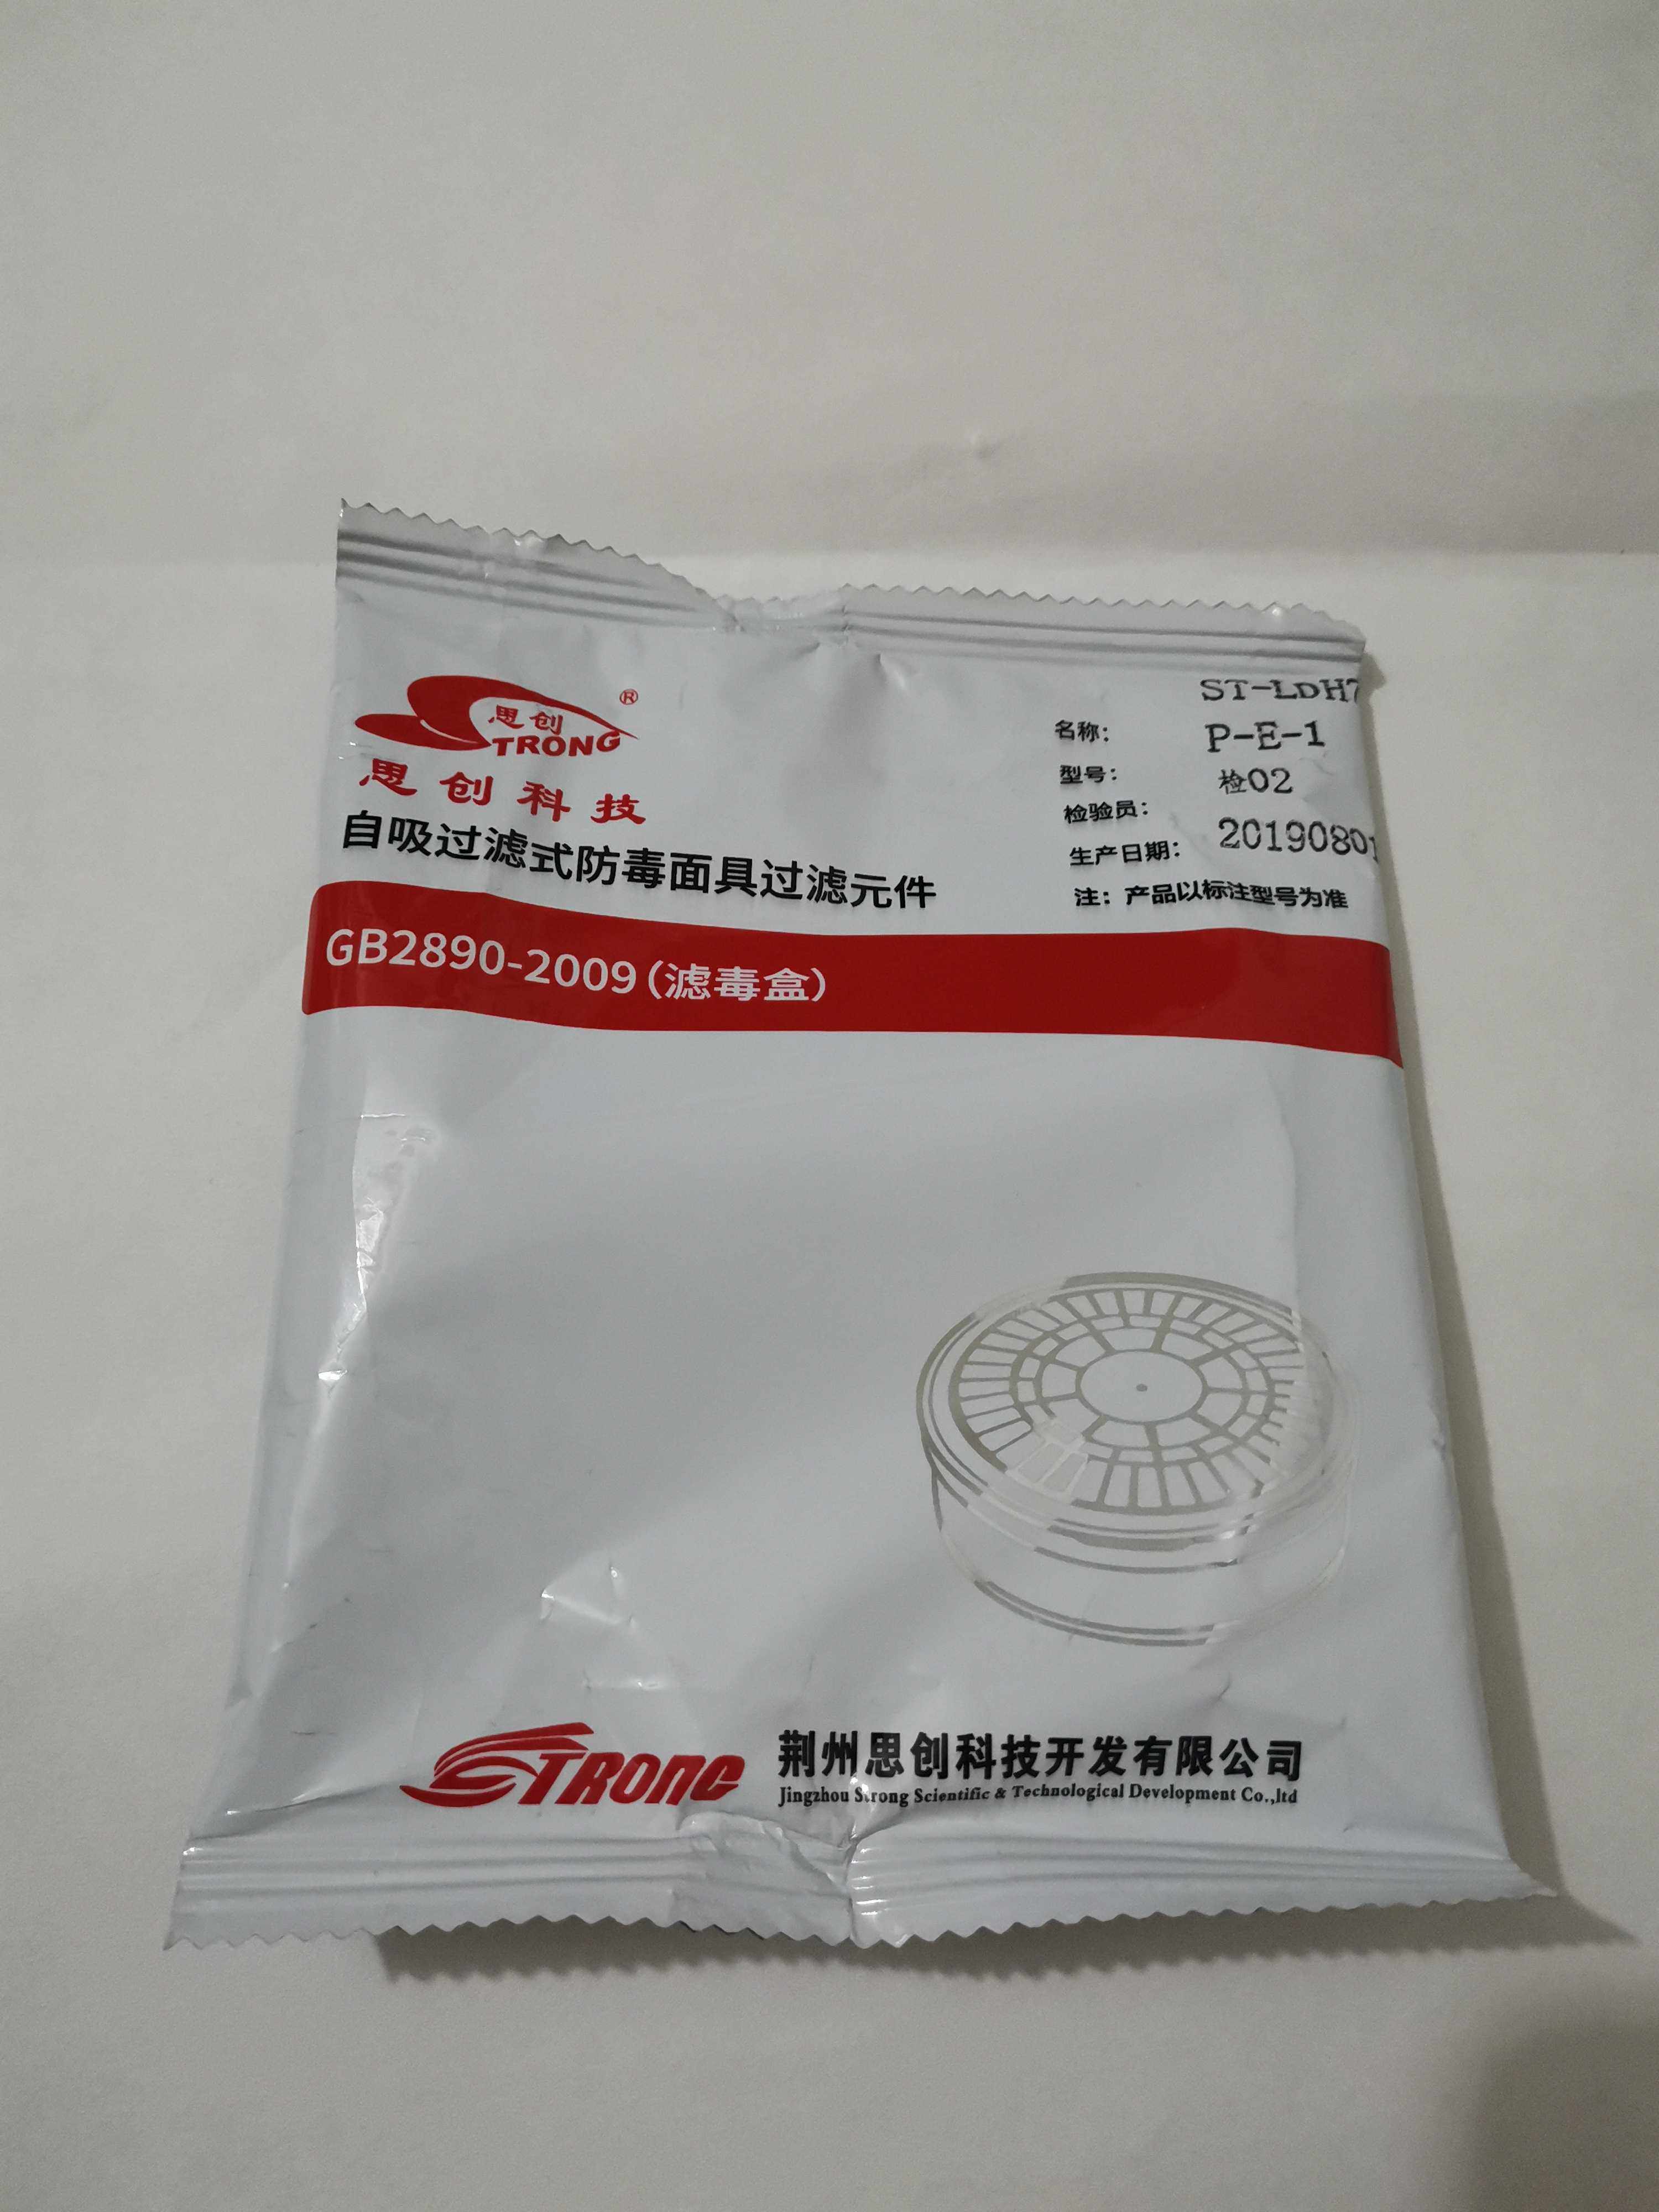 思创
TRONG®
思创科技
自吸过滤式防毒面具过滤元件
ST-LDH7
名称: P-E-1
型号: 检02
检验员:
生产日期: 20190801
注: 产品以标注型号为准
GB2890-2009(滤毒盒)
STRONG
荆州思创科技开发有限公司
Jingzhou Strong Scientific & Technological Development Co.,ltd